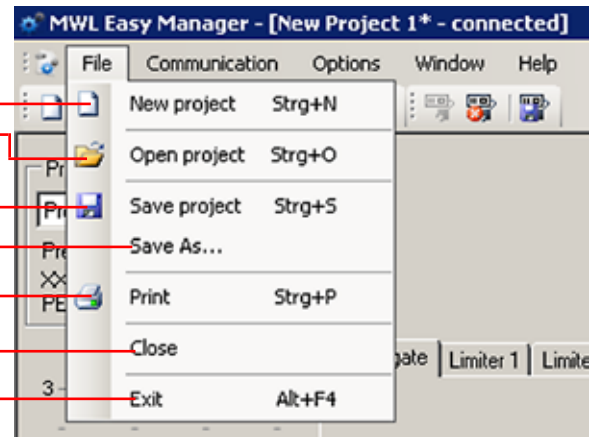 MWL Easy Manager - [New Project 1* - connected]
File Communication Options Window Help
New project Strg+N
Open project Strg+O
Save project Strg+S
Save As...
Print Strg+P
Close
Exit Alt+F4
Limiter 1
3